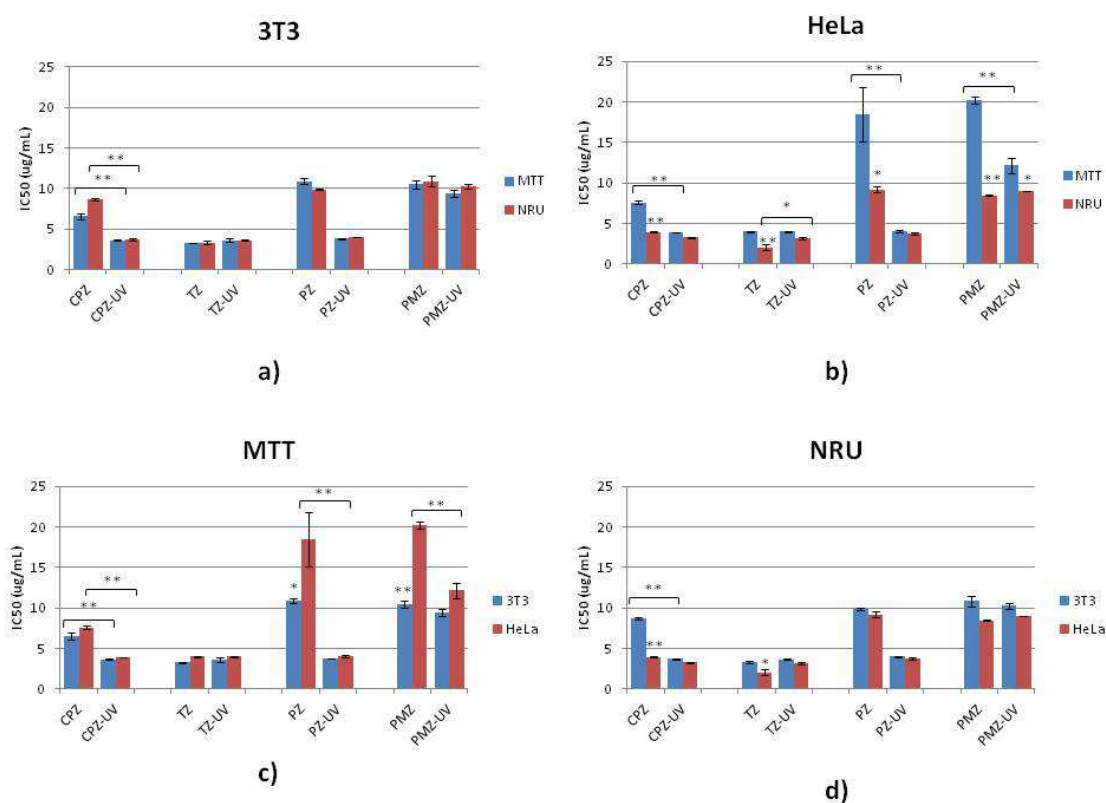 3T3
25
20
15
10
5
0
IC50 (ug/mL)
**
**
CPZ
CPZ-UV
TZ
TZ-UV
PZ
PZ-UV
PMZ
PMZ-UV
MTT
NRU
a)
HeLa
25
20
15
10
5
0
IC50 (ug/mL)
**
**
*
**
**
*
**
*
**
**
*
CPZ
CPZ-UV
TZ
TZ-UV
PZ
PZ-UV
PMZ
PMZ-UV
MTT
NRU
b)
MTT
25
20
15
10
5
0
IC50 (ug/mL)
**
**
**
*
**
**
CPZ
CPZ-UV
TZ
TZ-UV
PZ
PZ-UV
PMZ
PMZ-UV
3T3
HeLa
c)
NRU
25
20
15
10
5
0
IC50 (ug/mL)
**
**
*
CPZ
CPZ-UV
TZ
TZ-UV
PZ
PZ-UV
PMZ
PMZ-UV
3T3
HeLa
d)